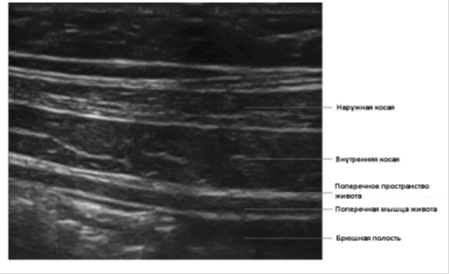 Наружная косая
Внутренняя косая
Поперечное пространство
живота
Поперечная мышца живота
Брюшная полость